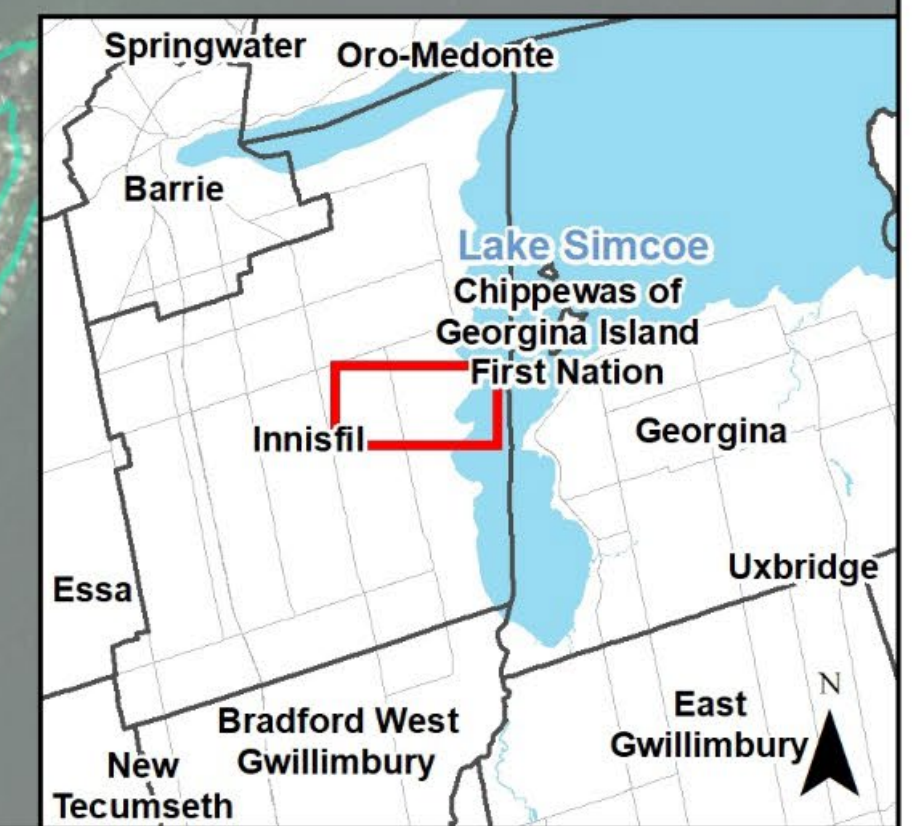 Springwater
Oro-Medonte
Barrie
Lake Simcoe
Chippewas of
Georgina Island
First Nation
Innisfil
Georgina
Essa
Uxbridge
N
Bradford West
Gwillimbury
East
Gwillimbury
New
Tecumseth